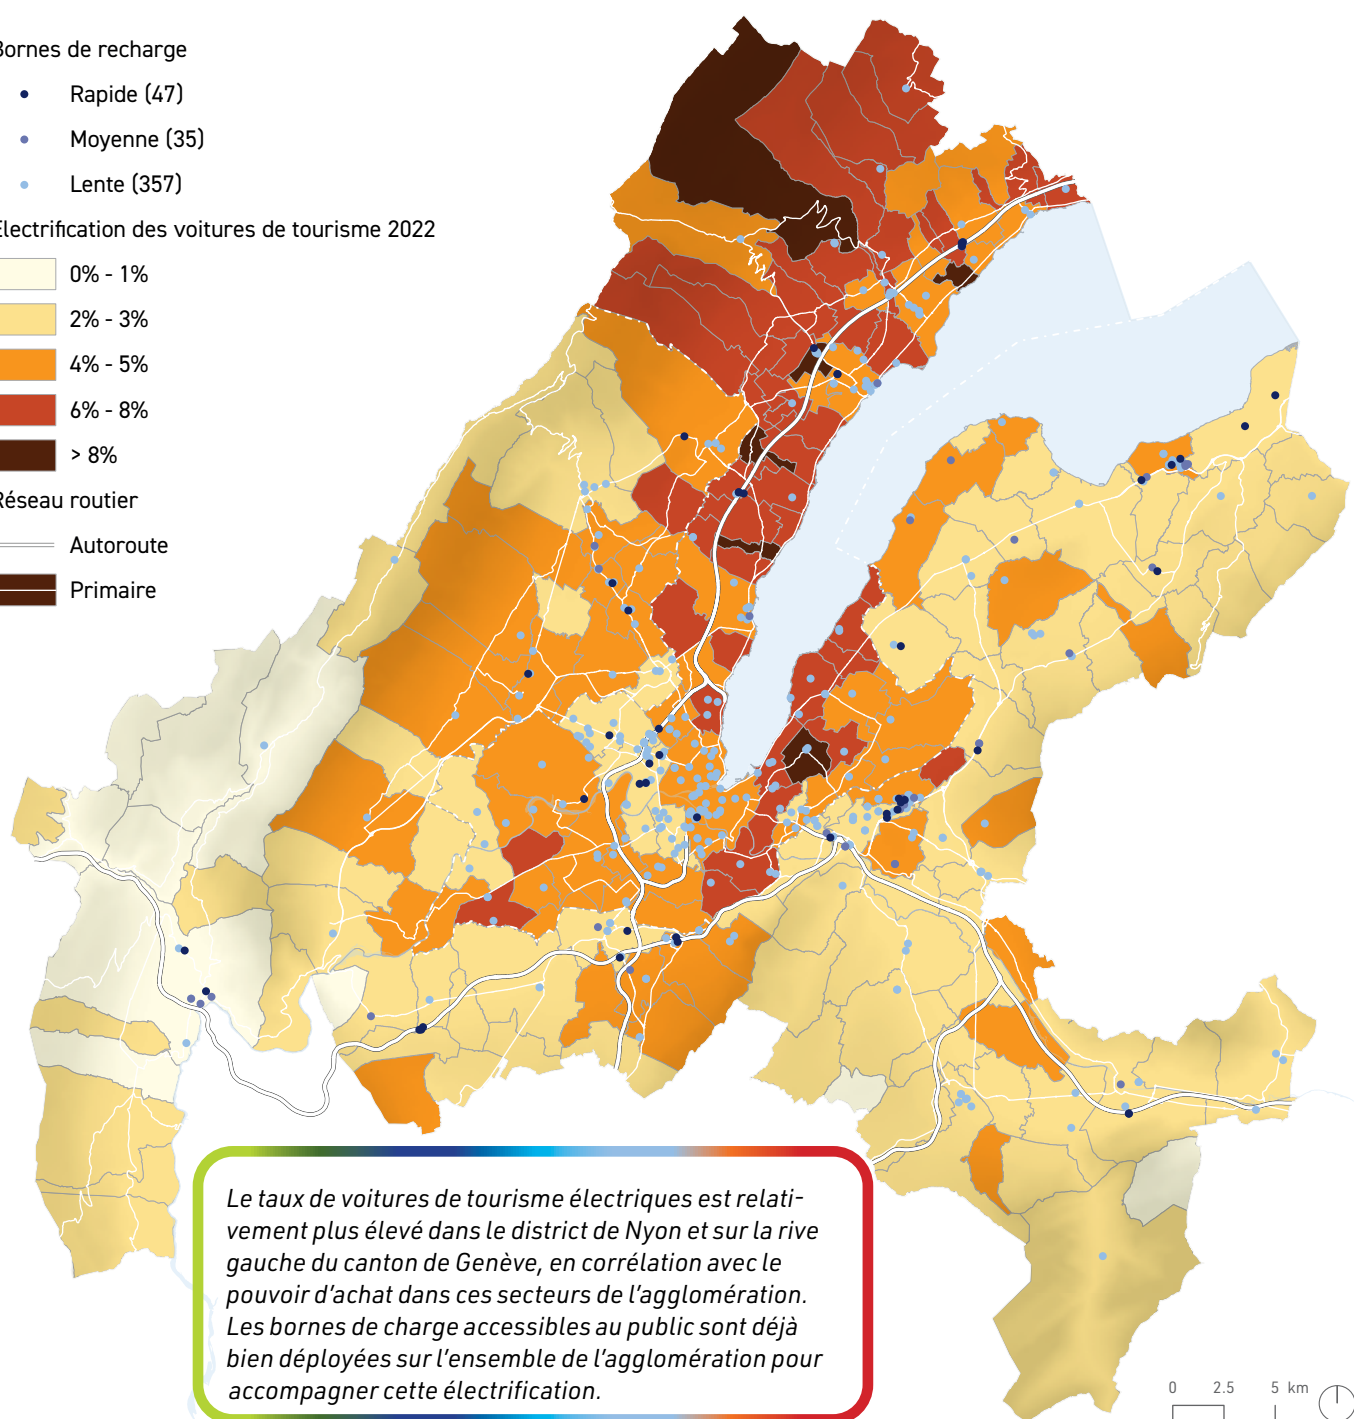 Bornes de recharge
Rapide (47)
Moyenne (35)
Lente (357)
Electrification des voitures de tourisme 2022
0% - 1%
2% - 3%
4% - 5%
6% - 8%
> 8%
Réseau routier
Autoroute
Primaire
Le taux de voitures de tourisme électriques est relati-
vement plus élevé dans le district de Nyon et sur la rive
gauche du canton de Genève, en corrélation avec le
pouvoir d'achat dans ces secteurs de l'agglomération.
Les bornes de charge accessibles au public sont déjà
bien déployées sur l'ensemble de l'agglomération pour
accompagner cette électrification.
0 2.5 5 km